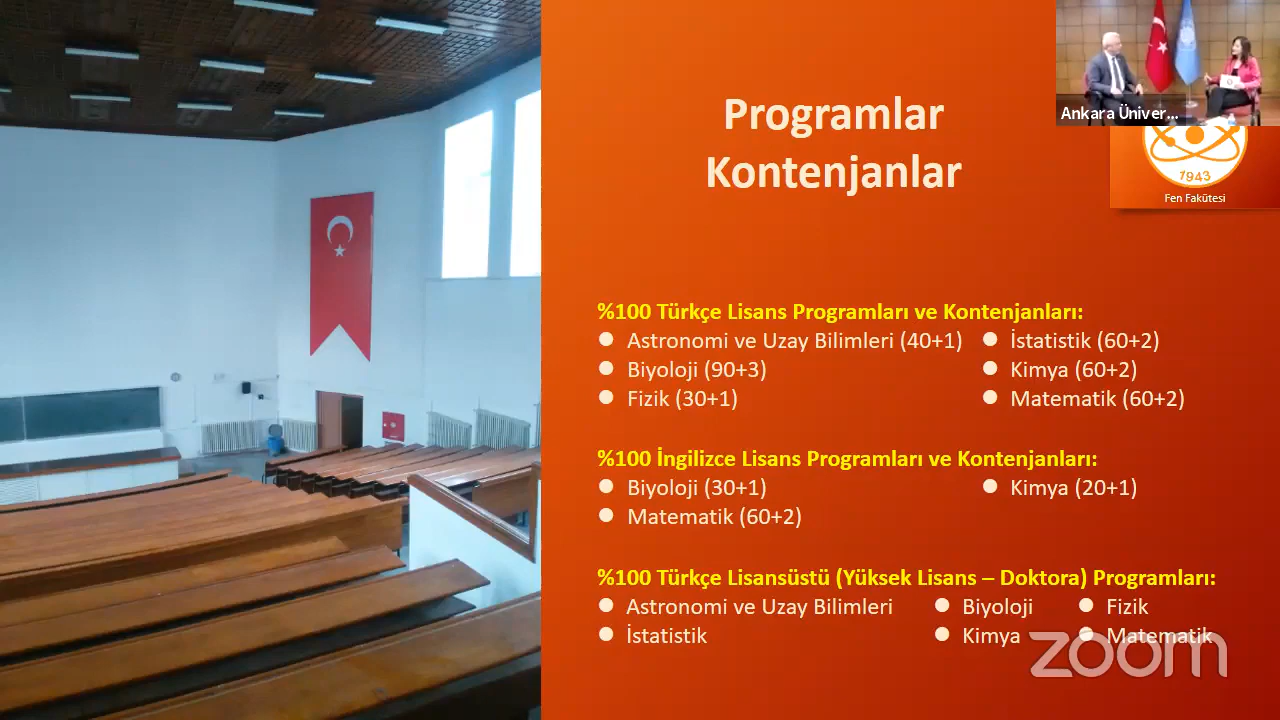 Programlar
Kontenjanlar
Ankara Üniver...
1943
Fen Fakütesi
%100 Türkçe Lisans Programları ve Kontenjanları:
Astronomi ve Uzay Bilimleri (40+1)
İstatistik (60+2)
Biyoloji (90+3)
Kimya (60+2)
Fizik (30+1)
Matematik (60+2)
%100 İngilizce Lisans Programları ve Kontenjanları:
Biyoloji (30+1)
Kimya (20+1)
Matematik (60+2)
%100 Türkçe Lisansüstü (Yüksek Lisans – Doktora) Programları:
Astronomi ve Uzay Bilimleri
Biyoloji
Fizik
İstatistik
Kimya
Matematik
zoom